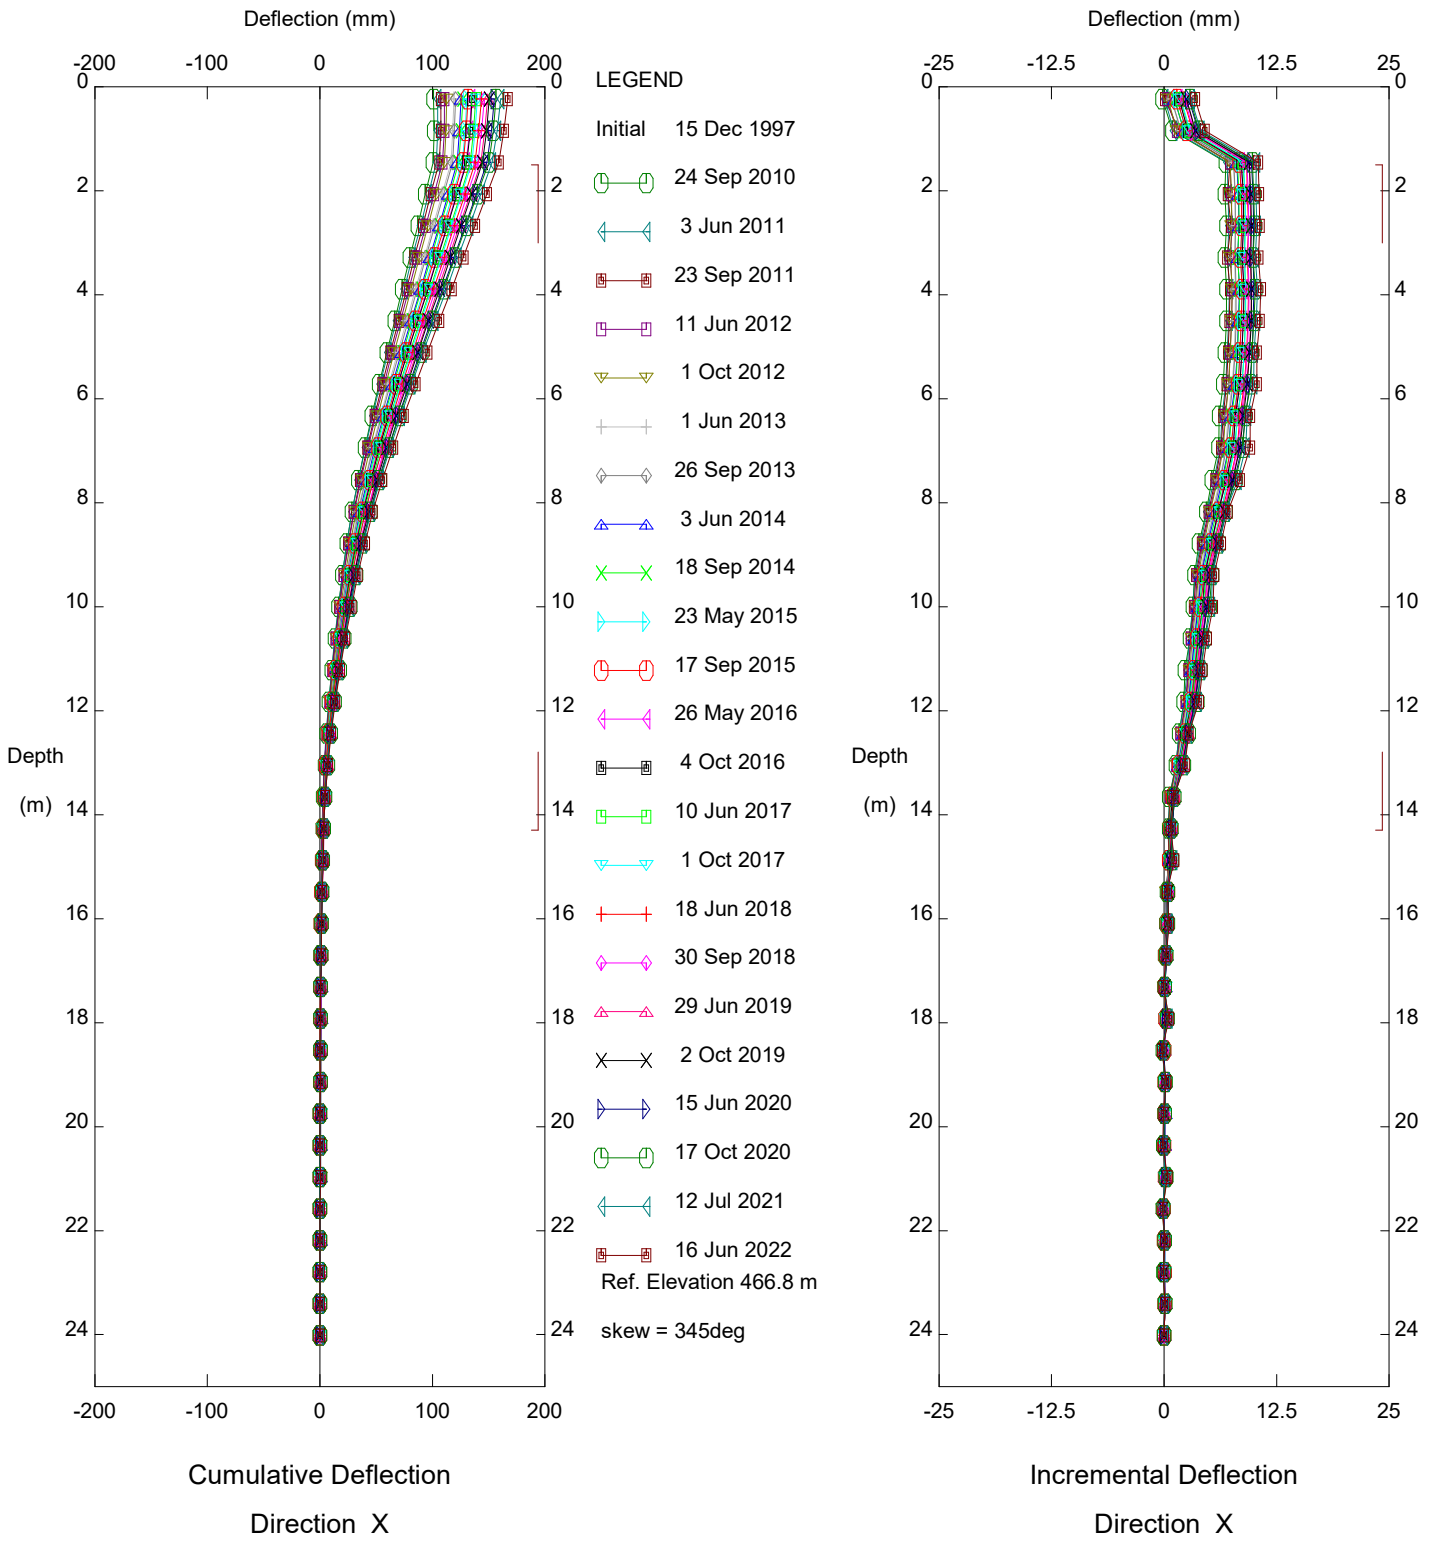 Deflection (mm)
-200 -100 0 100 200
0 0
2 2
4 4
6 6
8 8
10 10
12 12
Depth
(m)
14 14
16 16
18 18
20 20
22 22
24 24
-200 -100 0 100 200
Cumulative Deflection
Direction X
LEGEND
Initial 15 Dec 1997
24 Sep 2010
3 Jun 2011
23 Sep 2011
11 Jun 2012
1 Oct 2012
1 Jun 2013
26 Sep 2013
3 Jun 2014
18 Sep 2014
23 May 2015
17 Sep 2015
26 May 2016
4 Oct 2016
10 Jun 2017
1 Oct 2017
18 Jun 2018
30 Sep 2018
29 Jun 2019
2 Oct 2019
15 Jun 2020
17 Oct 2020
12 Jul 2021
16 Jun 2022
Ref. Elevation 466.8 m
skew = 345deg
Deflection (mm)
-25 -12.5 0 12.5 25
0 0
2 2
4 4
6 6
8 8
10 10
12 12
Depth
(m)
14 14
16 16
18 18
20 20
22 22
24 24
-25 -12.5 0 12.5 25
Incremental Deflection
Direction X